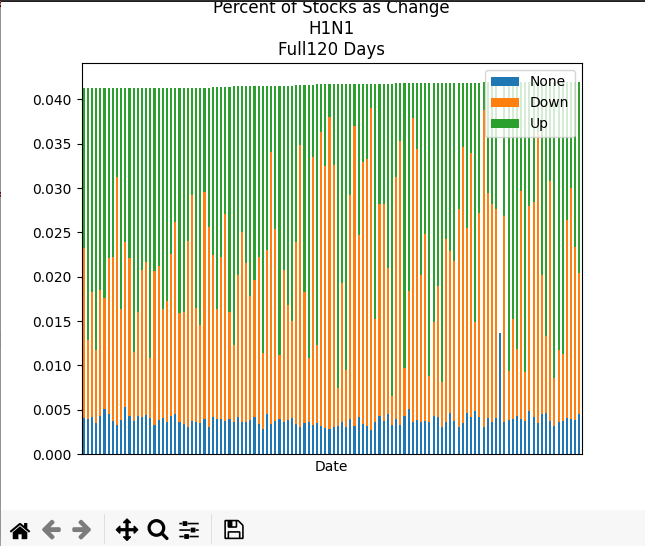 Percent of Stocks as Change
H1N1
Full120 Days
None
Down
Up
0.040
0.035
0.030
0.025
0.020
0.015
0.010
0.005
0.000
Date